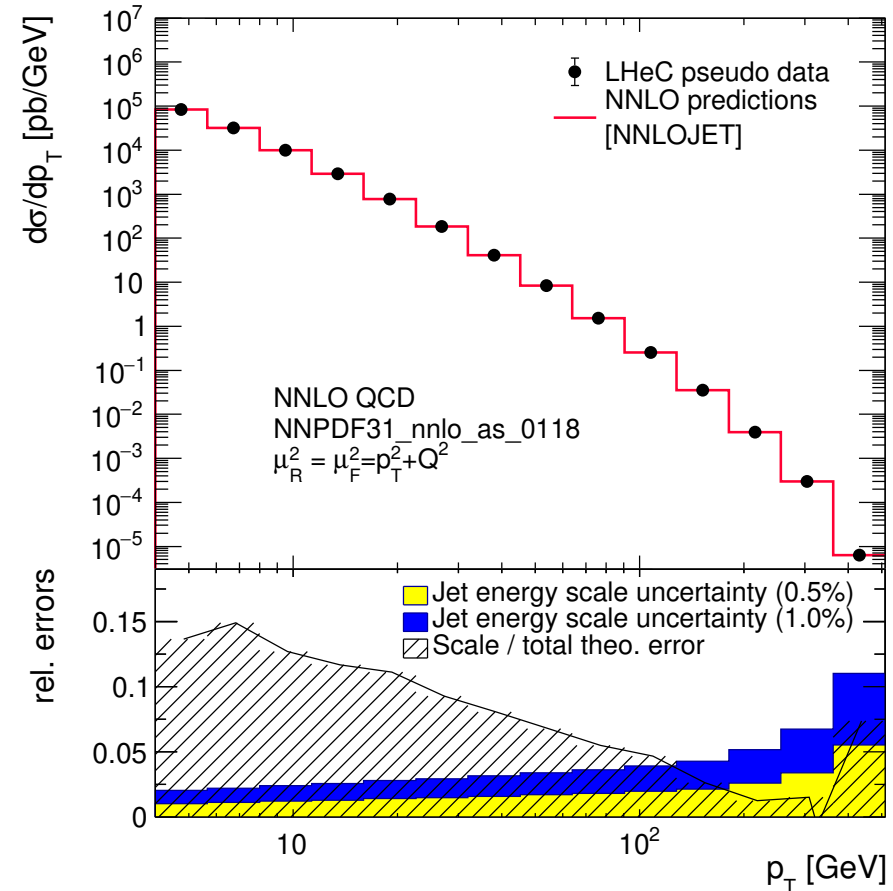 dσ/dp_T [pb/GeV]
10^7
10^6
10^5
10^4
10^3
10^2
10
1
10^−1
10^−2
10^−3
10^−4
10^−5
LHeC pseudo data
NNLO predictions
[NNLOJET]
NNLO QCD
NNPDF31_nnlo_as_0118
μ_R^2 = μ_F^2=p_T^2+Q^2
rel. errors
0.15
0.1
0.05
0
Jet energy scale uncertainty (0.5%)
Jet energy scale uncertainty (1.0%)
Scale / total theo. error
10
10^2
p_T [GeV]